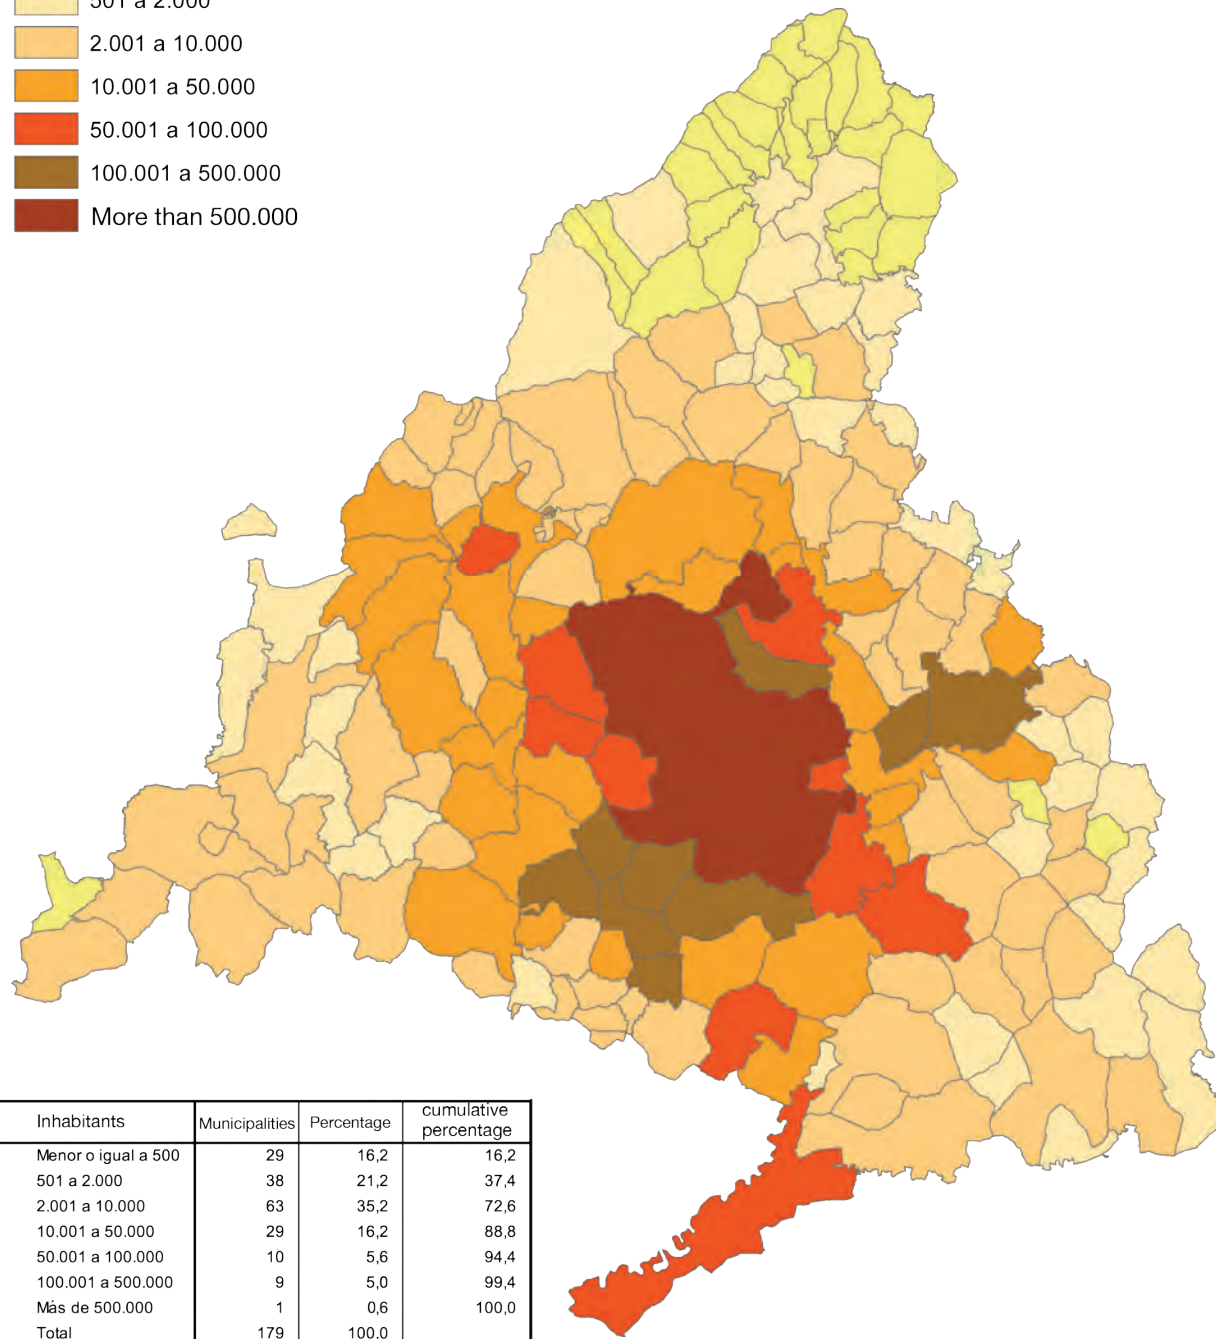 501 a 2.000
2.001 a 10.000
10.001 a 50.000
50.001 a 100.000
100.001 a 500.000
More than 500.000
Inhabitants Municipalities Percentage cumulative percentage
Menor o igual a 500 29 16,2 16,2
501 a 2.000 38 21,2 37,4
2.001 a 10.000 63 35,2 72,6
10.001 a 50.000 29 16,2 88,8
50.001 a 100.000 10 5,6 94,4
100.001 a 500.000 9 5,0 99,4
Más de 500.000 1 0,6 100,0
Total 179 100,0